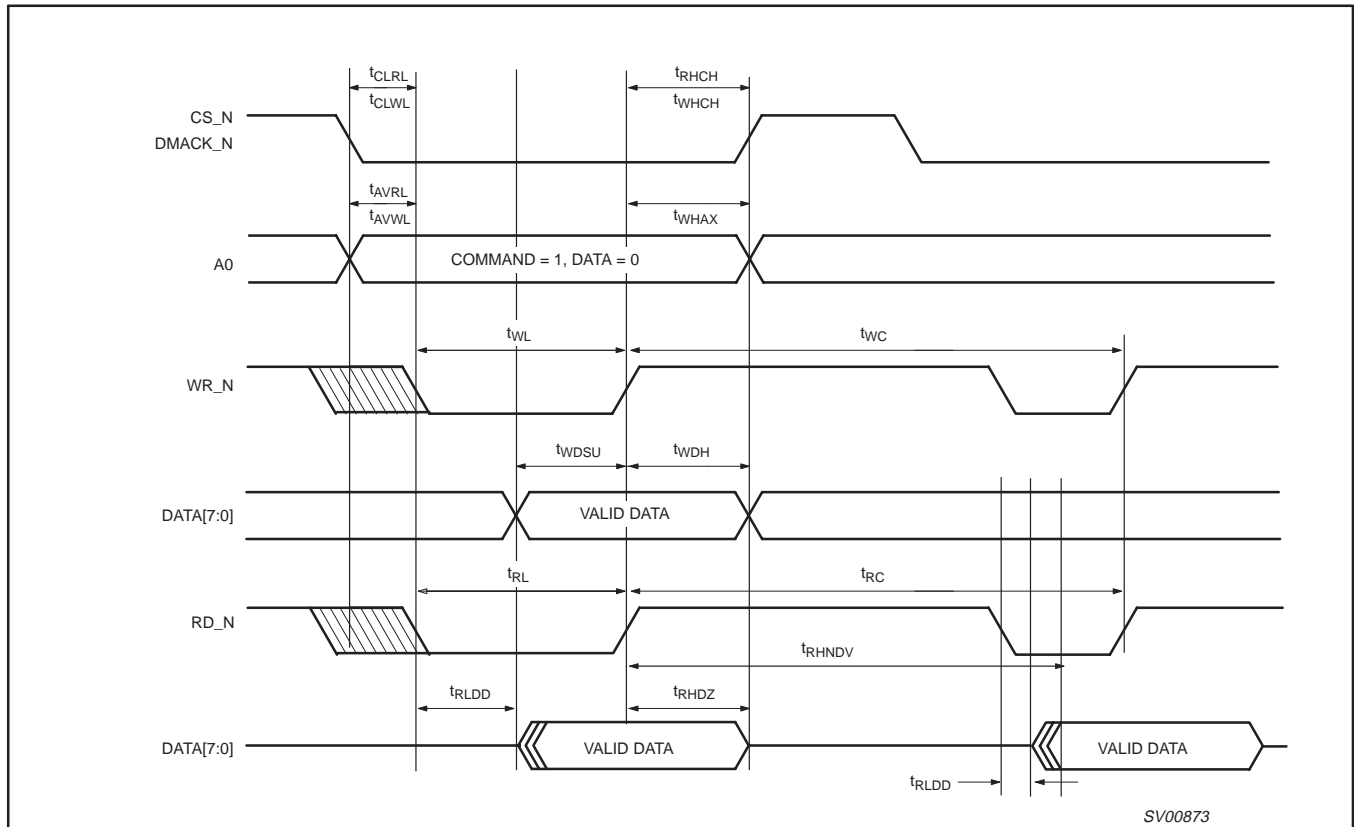 tCLRL
tRHCH
tCLWL
tWHCH
CS_N
DMACK_N
tAVRL
tAVWL
tWHAX
A0
COMMAND = 1, DATA = 0
tWL
tWC
WR_N
tWDSU
tWDH
DATA[7:0]
VALID DATA
tRL
tRC
RD_N
tRHNDV
tRLDD
tRHDZ
DATA[7:0]
VALID DATA
VALID DATA
tRLDD
SV00873